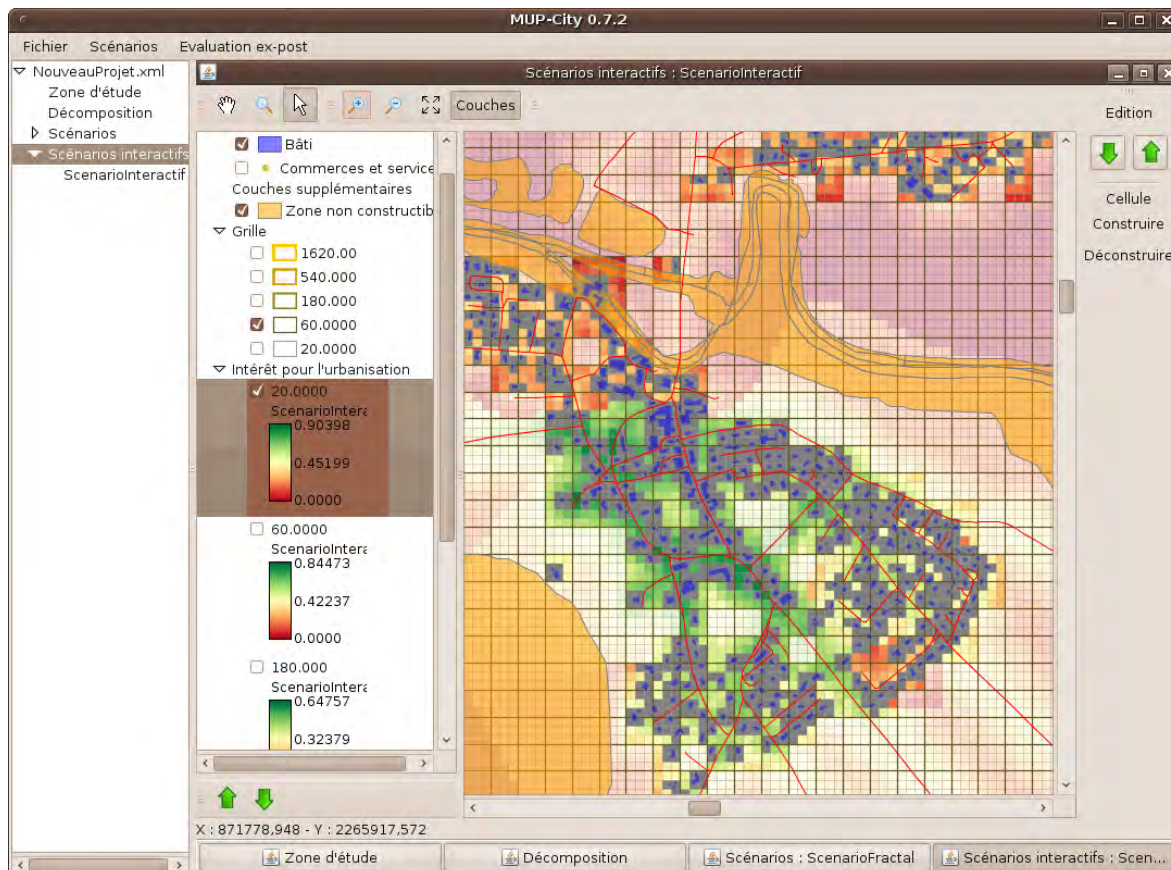 MUP-City 0.7.2
Fichier Scénarios Evaluation ex-post
NouveauProjet.xml
Zone d'étude
Décomposition
Scénarios
Scénarios interactifs
ScenarioInteractif
Scénarios interactifs : ScenarioInteractif
Couches
Bâti
Commerces et service
Couches supplémentaires
Zone non constructib
Grille
1620.00
540.000
180.000
60.0000
20.0000
Intérêt pour l'urbanisation
20.0000
ScenarioIntera
0.90398
0.45199
0.0000
60.0000
ScenarioIntera
0.84473
0.42237
0.0000
180.000
ScenarioIntera
0.64757
0.32379
Edition
Cellule
Construire
Déconstruire
X : 871778,948 - Y : 2265917,572
Zone d'étude
Décomposition
Scénarios : ScenarioFractal
Scénarios interactifs : Scen...